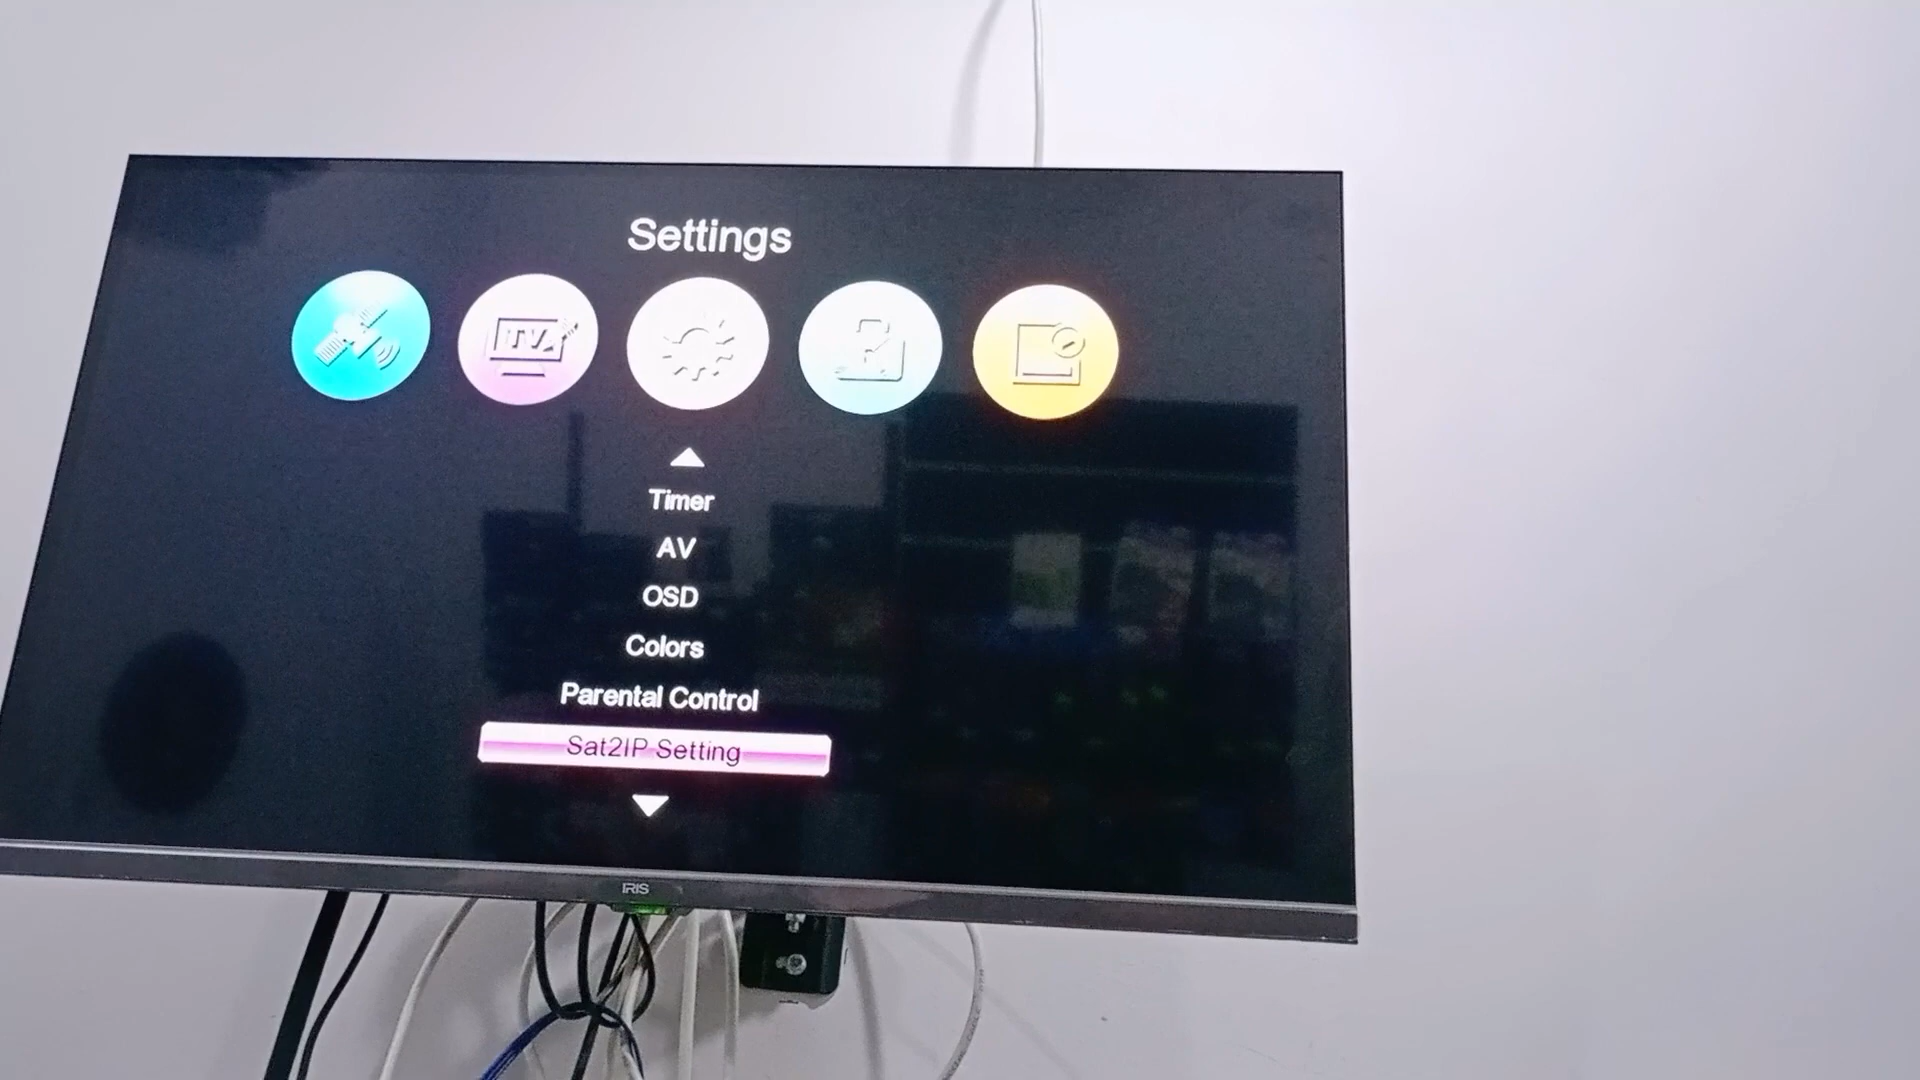 Settings
TV
Timer
AV
OSD
Colors
Parental Control
Sat2IP Setting
IRIS